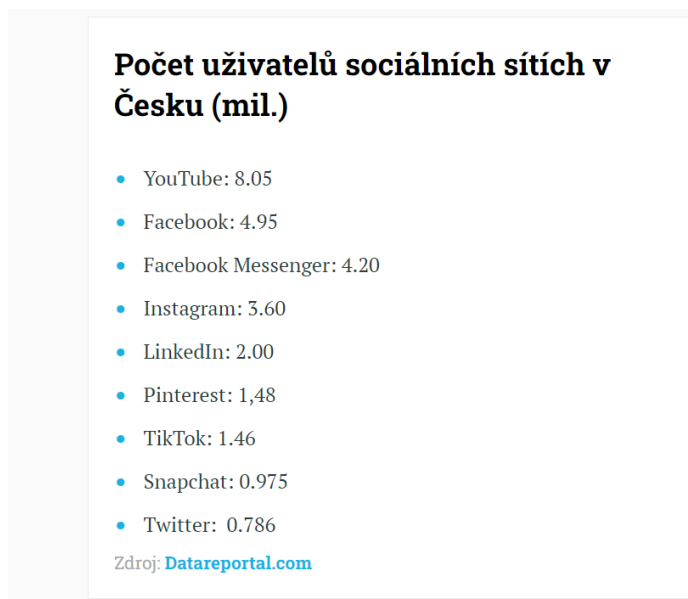 Počet uživatelů sociálních sítích v
Česku (mil.)
YouTube: 8.05
Facebook: 4.95
Facebook Messenger: 4.20
Instagram: 3.60
LinkedIn: 2.00
Pinterest: 1,48
TikTok: 1.46
Snapchat: 0.975
Twitter:  0.786
Zdroj: Datareportal.com